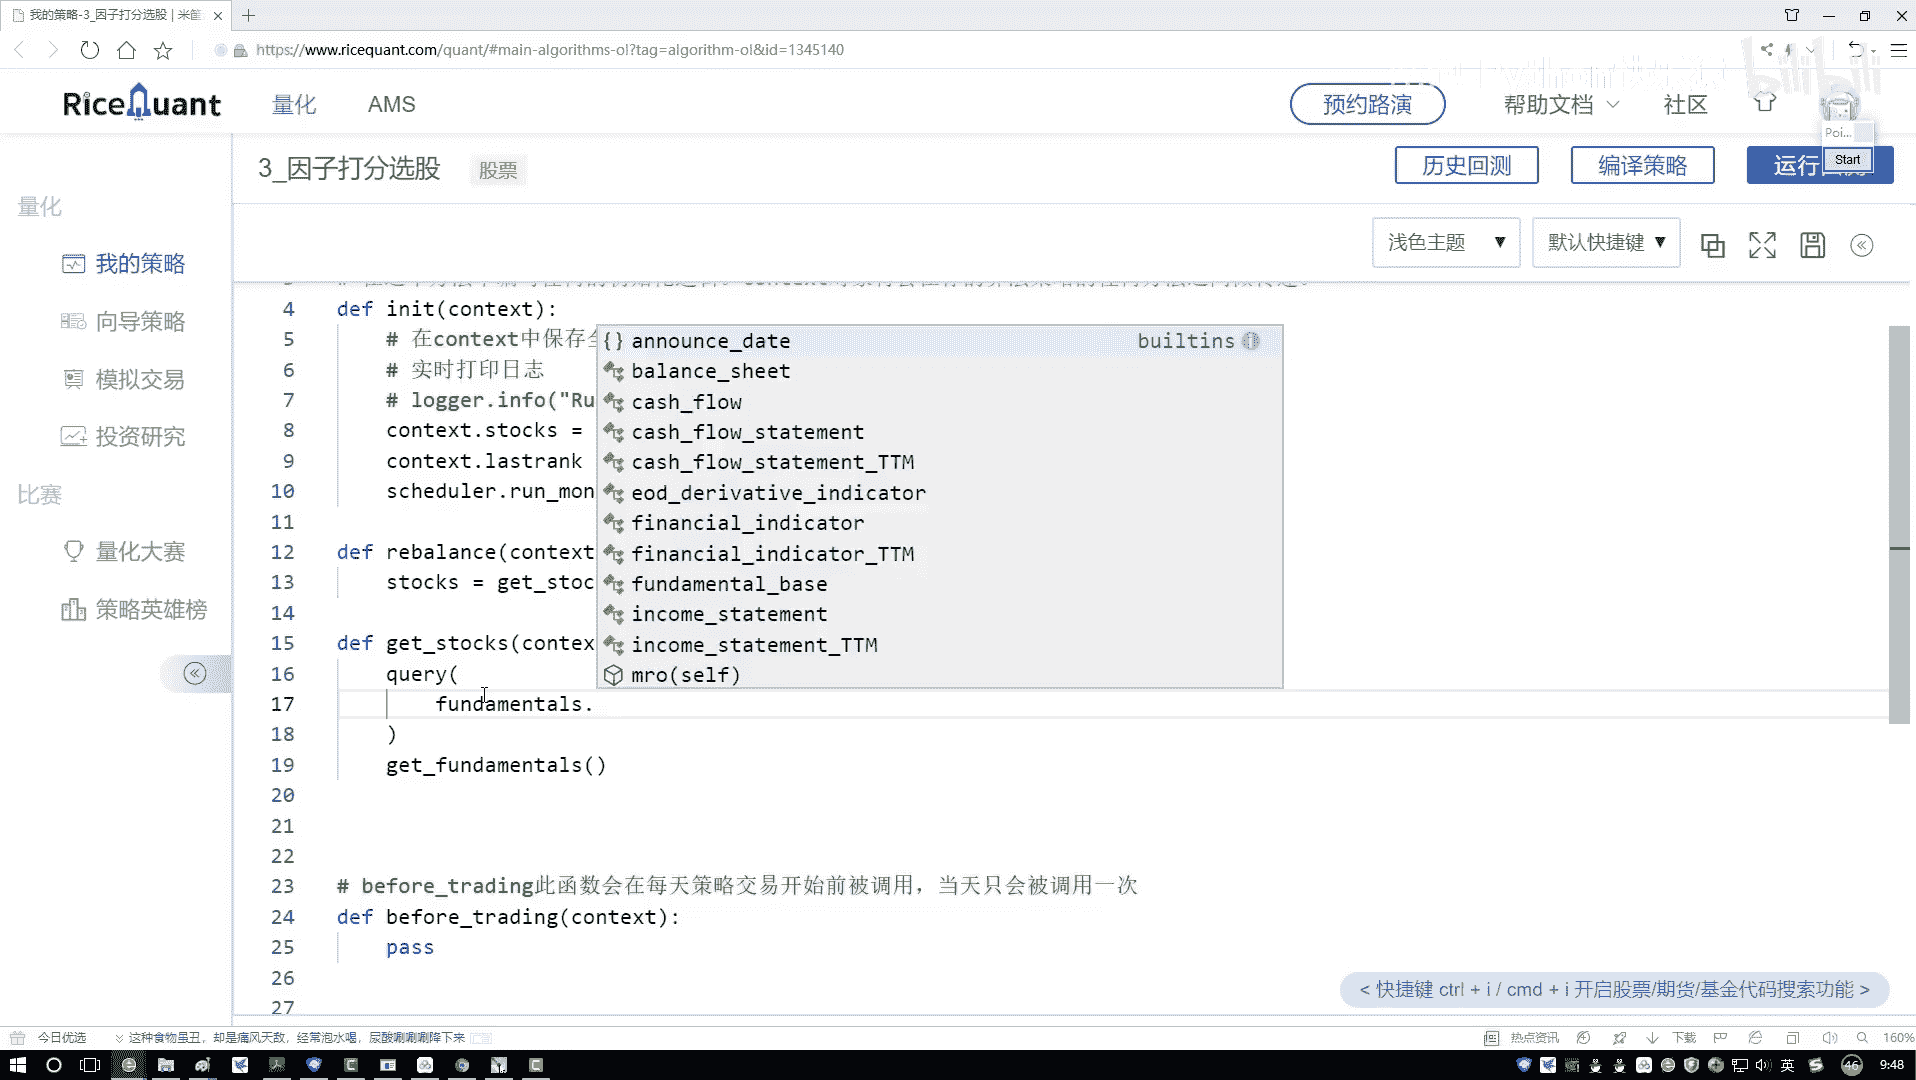 我的策略-3_因子打分选股 | 米筐
https://www.ricequant.com/quant/#main-algorithms-ol?tag=algorithm-ol&id=1345140
bilibili
RiceQuant
量化
AMS
预约路演
帮助文档
社区
Poi...
Start
3_因子打分选股
股票
历史回测
编译策略
运行
量化
我的策略
向导策略
模拟交易
投资研究
比赛
量化大赛
策略英雄榜
浅色主题 ▼
默认快捷键 ▼
4 def init(context):
5 # 在context中保存
6 # 实时打印日志
7 # logger.info("Ru
8 context.stocks =
9 context.lastrank
10 scheduler.run_mon
11
12 def rebalance(context
13 stocks = get_stoc
14
15 def get_stocks(contex
16 query(
17 fundamentals.
18 )
19 get_fundamentals()
20
21
22
23 # before_trading此函数会在每天策略交易开始前被调用，当天只会被调用一次
24 def before_trading(context):
25 pass
26
27
announce_date builtins
balance_sheet
cash_flow
cash_flow_statement
cash_flow_statement_TTM
eod_derivative_indicator
financial_indicator
financial_indicator_TTM
fundamental_base
income_statement
income_statement_TTM
mro(self)
< 快捷键 ctrl + i / cmd + i 开启股票/期货/基金代码搜索功能 >
今日优选
这种食物虽丑，却是痛风天敌，经常泡水喝，尿酸唰唰唰降下来
热点资讯
下载
160%
英
46
9:48